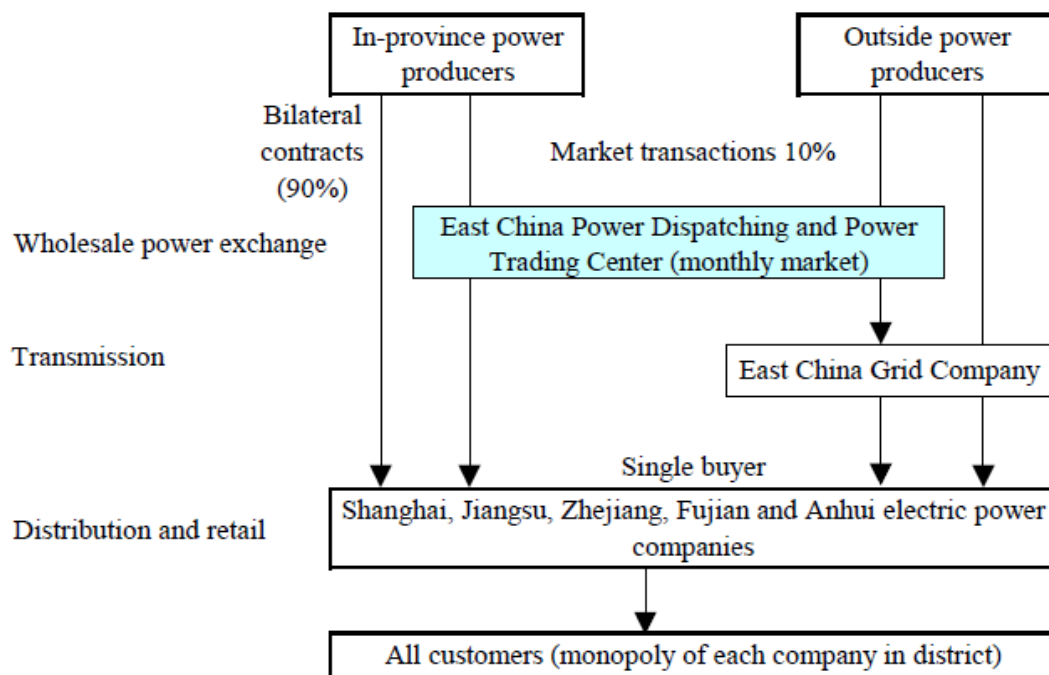 In-province power
producers
Outside power
producers
Bilateral
contracts
(90%)
Market transactions 10%
Wholesale power exchange
East China Power Dispatching and Power
Trading Center (monthly market)
Transmission
East China Grid Company
Single buyer
Distribution and retail
Shanghai, Jiangsu, Zhejiang, Fujian and Anhui electric power
companies
All customers (monopoly of each company in district)